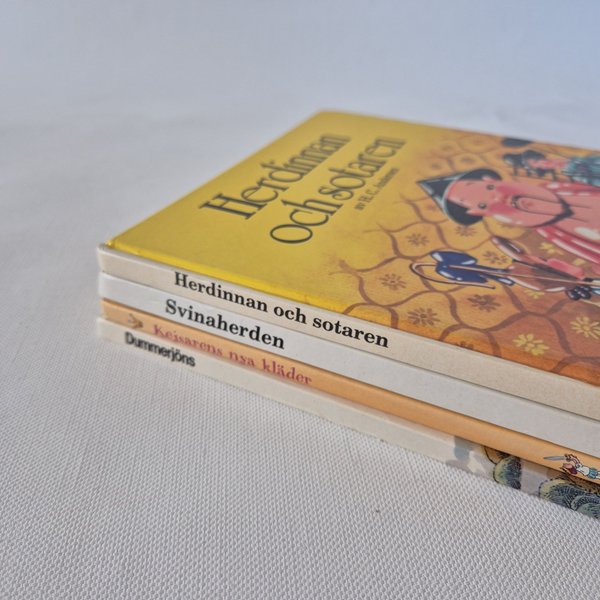 Herdinnan
och sotaren
av H. C. Andersen
Herdinnan och sotaren
Svinaherden
Kejsarens nya kläder
Dummerjöns